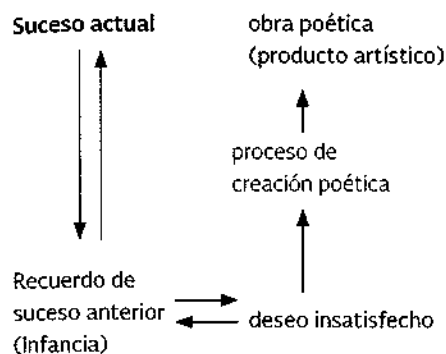 Suceso actual
obra poética
(producto artístico)
proceso de
creación poética
Recuerdo de
suceso anterior
(infancia)
deseo insatisfecho